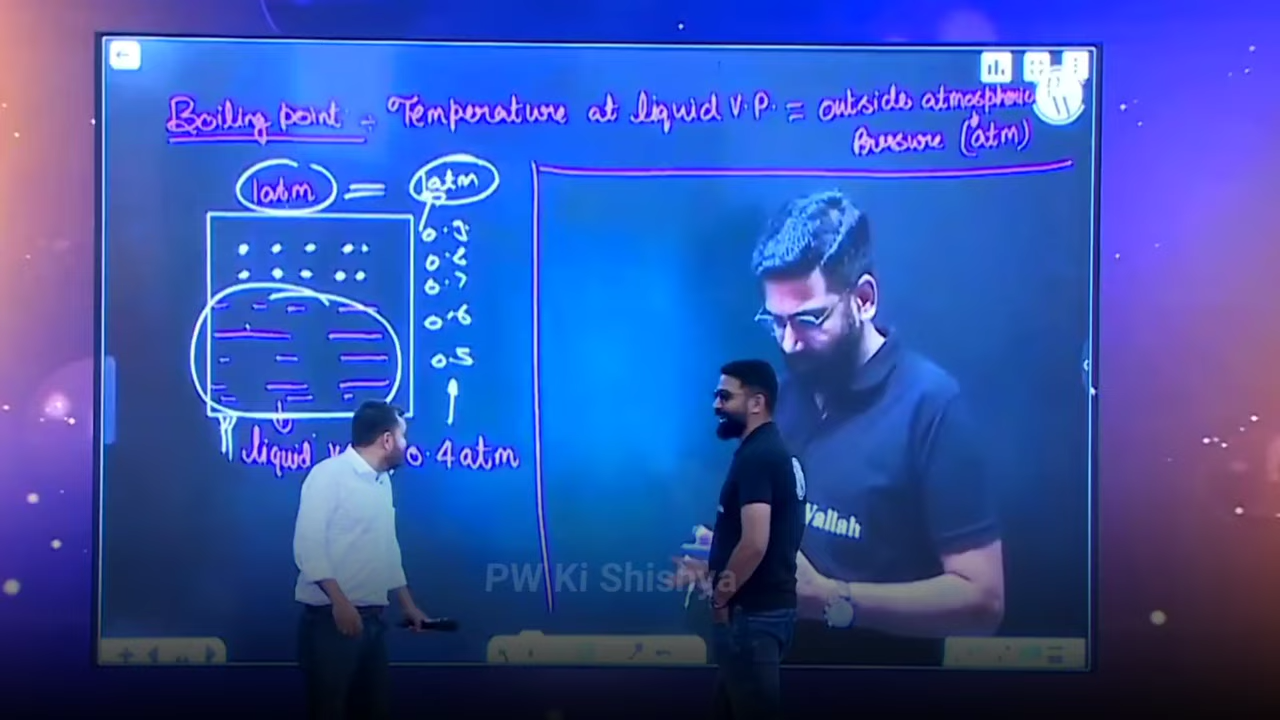 Boiling point :- Temperature at liquid V.P. = outside atmospheric
Pressure (atm)
1atm = 1atm
0.9
0.8
0.7
0.6
0.5
liquid 0.4 atm
Wallah
PW Ki Shishya